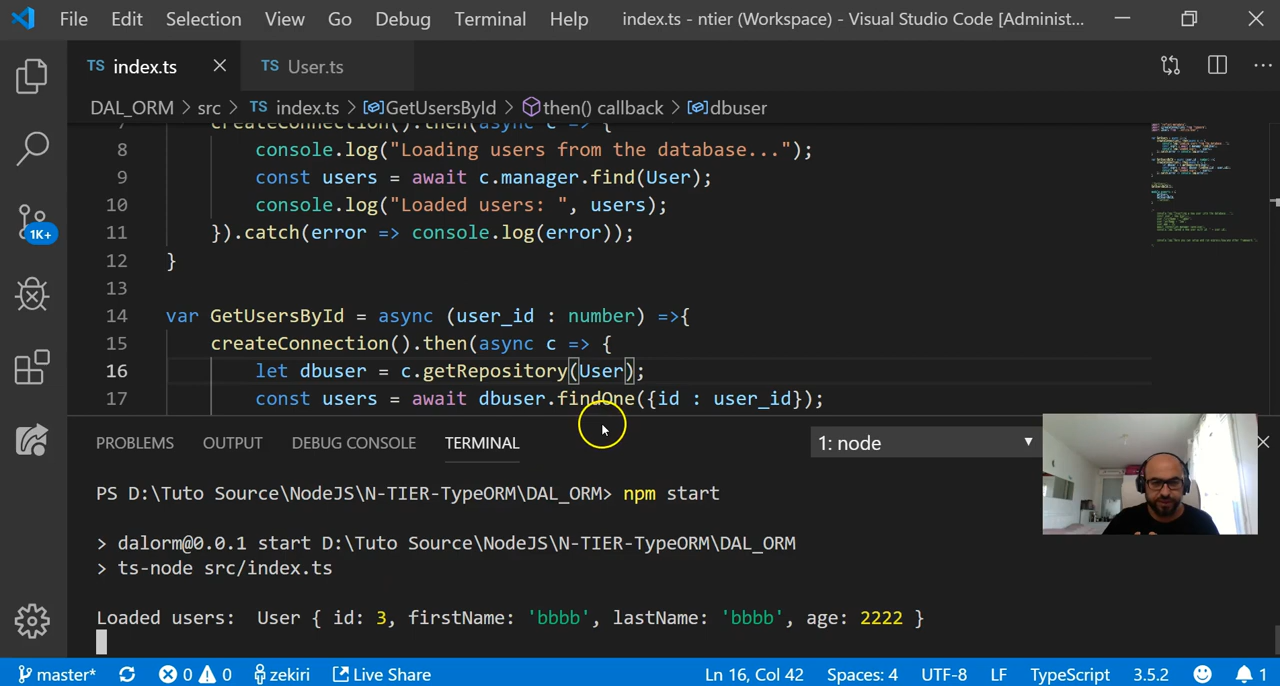 File Edit Selection View Go Debug Terminal Help index.ts - ntier (Workspace) - Visual Studio Code [Administ...
TS index.ts TS User.ts
DAL_ORM > src > TS index.ts > GetUsersById > then() callback > dbuser
7 createConnection().then(async c => {
8 console.log("Loading users from the database...");
9 const users = await c.manager.find(User);
10 console.log("Loaded users: ", users);
11 }).catch(error => console.log(error));
12 }
13
14 var GetUsersById = async (user_id : number) =>{
15 createConnection().then(async c => {
16 let dbuser = c.getRepository(User);
17 const users = await dbuser.findOne({id : user_id});
1K+
PROBLEMS OUTPUT DEBUG CONSOLE TERMINAL 1: node
PS D:\Tuto Source\NodeJS\N-TIER-TypeORM\DAL_ORM> npm start
> dalorm@0.0.1 start D:\Tuto Source\NodeJS\N-TIER-TypeORM\DAL_ORM
> ts-node src/index.ts
Loaded users:  User { id: 3, firstName: 'bbbb', lastName: 'bbbb', age: 2222 }
master* 0 0 zekiri Live Share Ln 16, Col 42 Spaces: 4 UTF-8 LF TypeScript 3.5.2 1